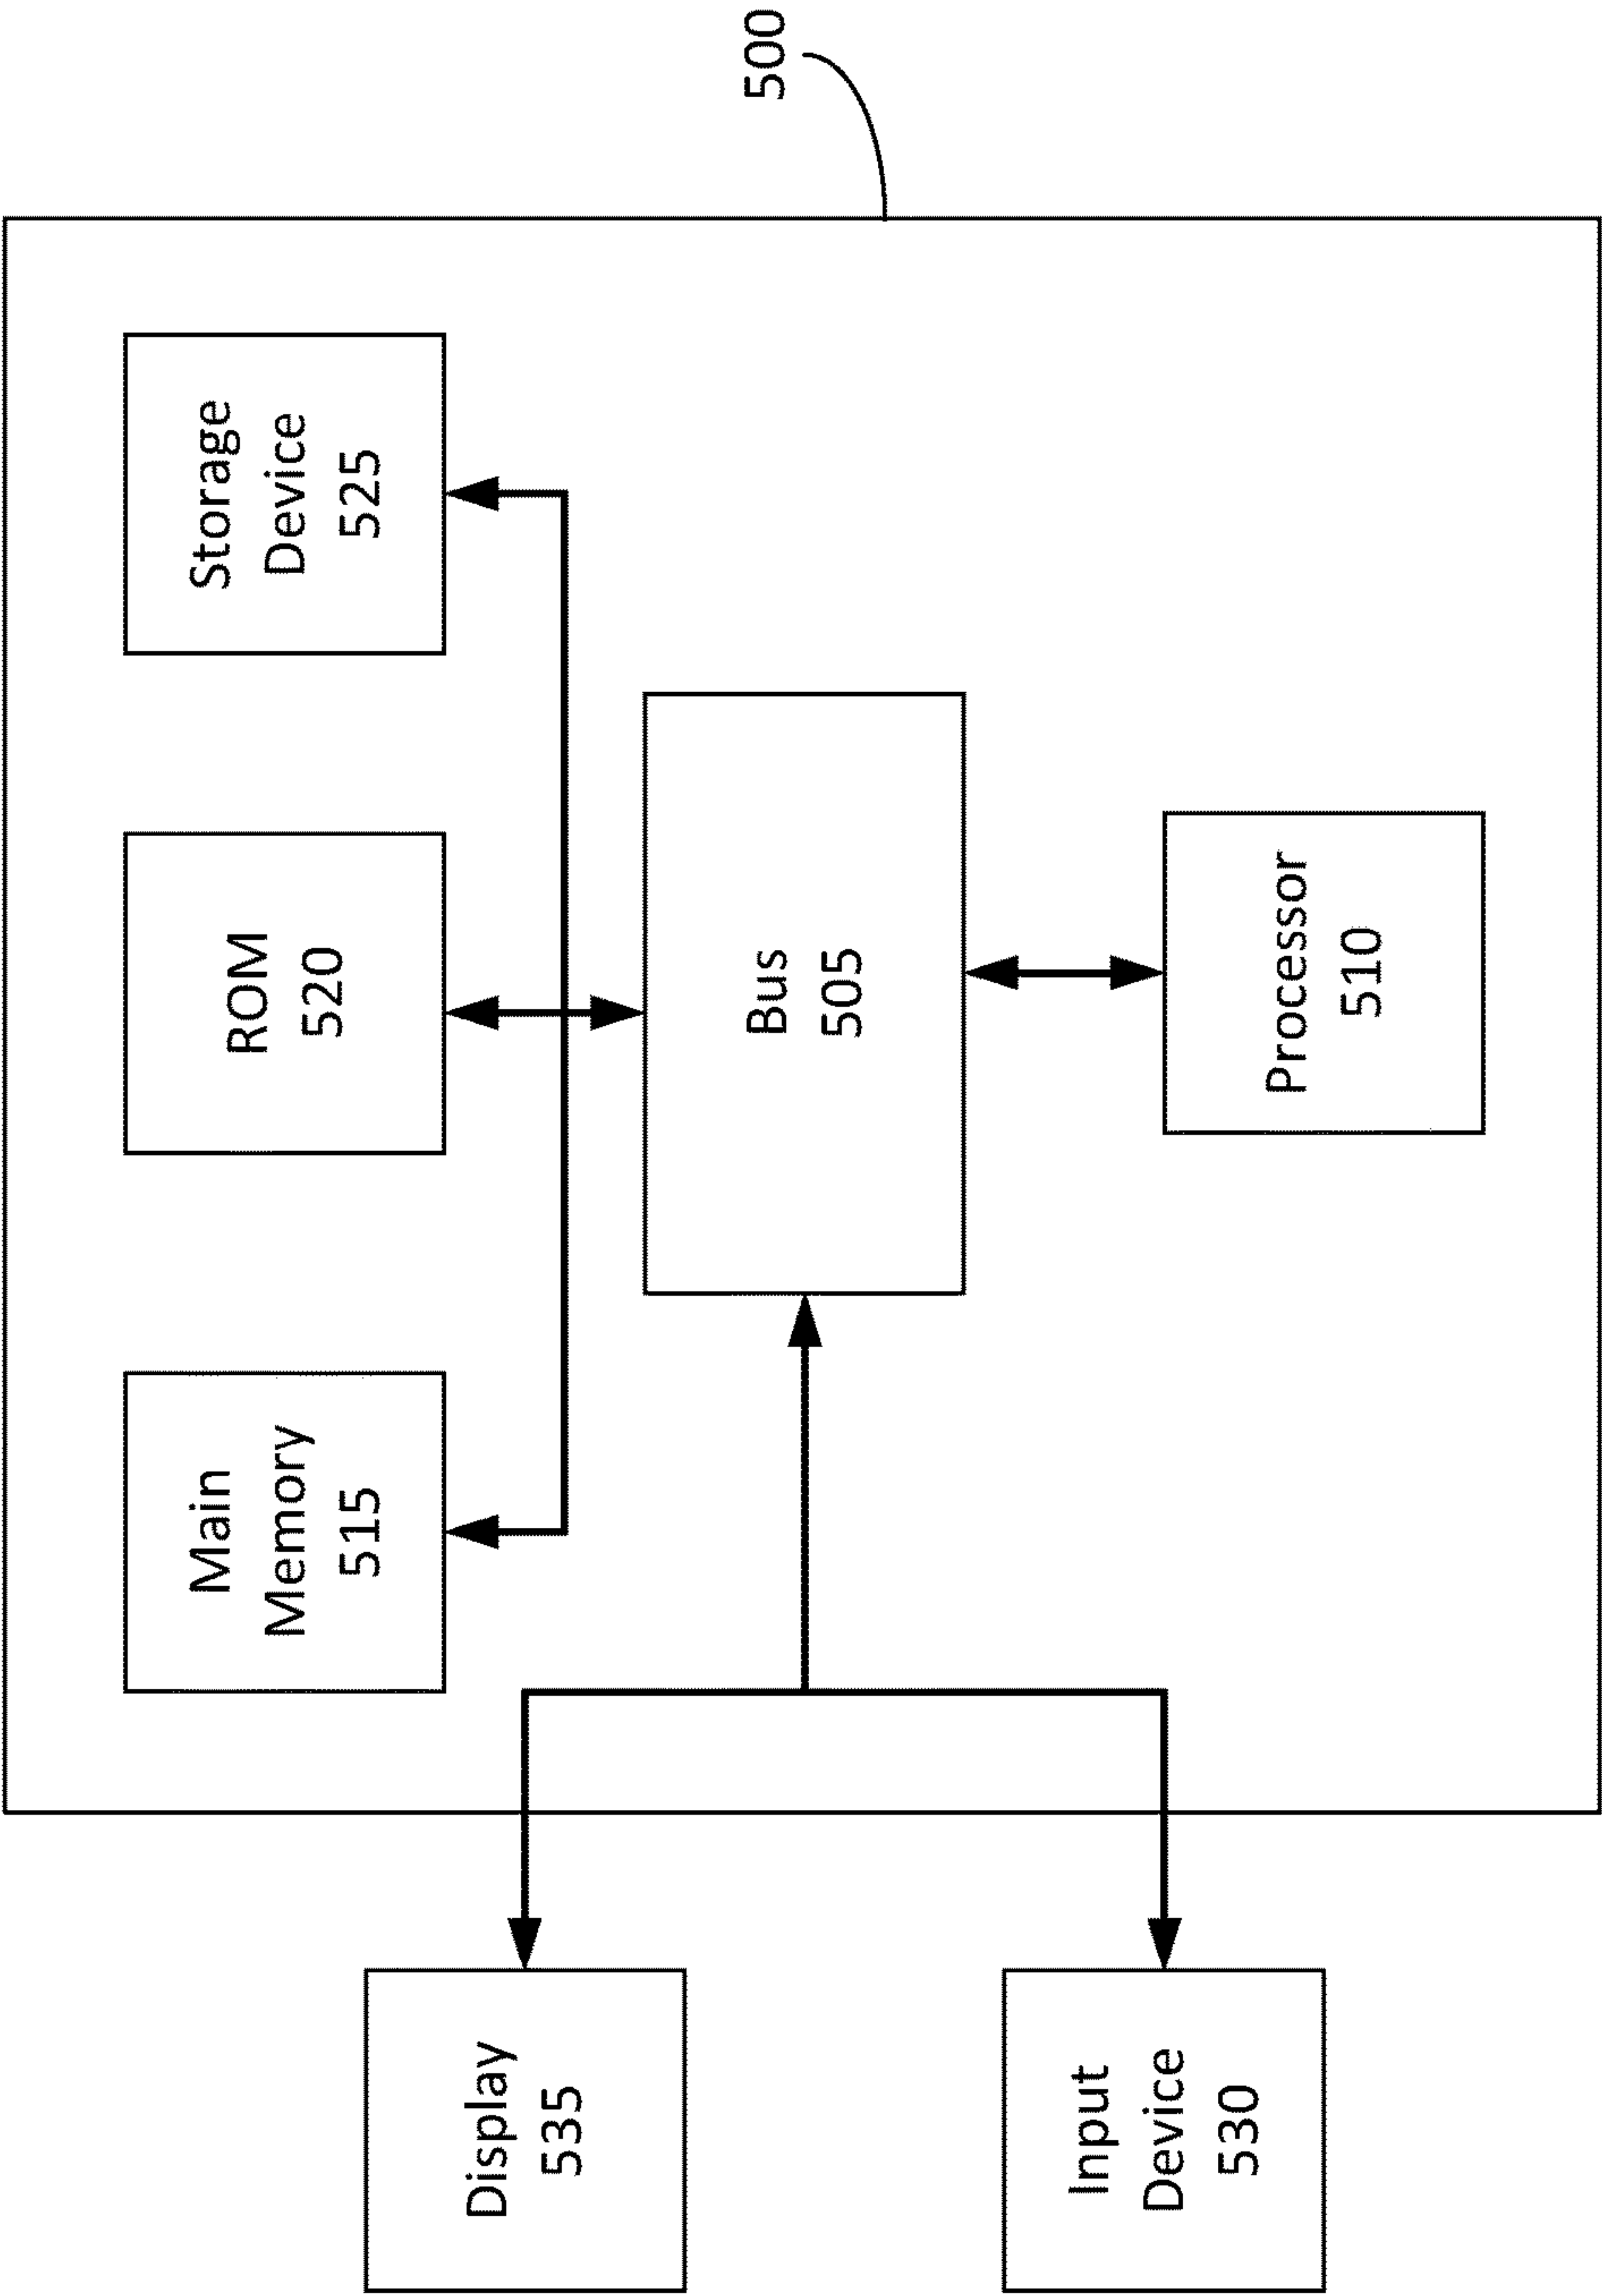 500
Main
Memory
515
ROM
520
Storage
Device
525
Display
535
Bus
505
Input
Device
530
Processor
510